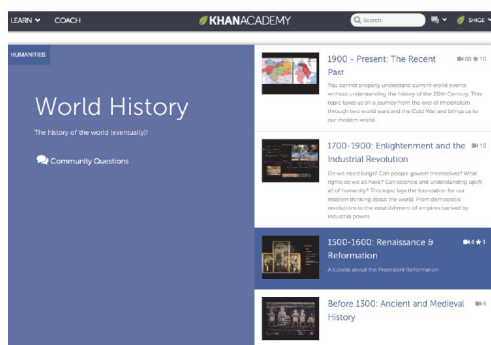 LEARN COACH KHANACADEMY Search SHIGE
HUMANITIES
World History
The history of the world (eventually)!
Community Questions
1900 - Present: The Recent 50 10
Past
You cannot properly understand current world events
without understanding the history of the 20th Century. This
topic takes us on a journey from the end of Imperialism
through two world wars and the Cold War and brings us to
our modern world.
1700-1900: Enlightenment and the 15
Industrial Revolution
Do we need kings? Can people govern themselves? What
rights do we all have? Can science and understanding uplift
all of humanity? This topic lays the foundation for our
modern thinking about the world. From democratic
revolutions to the establishment of empires backed by
industrial power.
1500-1600: Renaissance & 4 1
Reformation
A tutorial about the Protestant Reformation
Before 1300: Ancient and Medieval
History